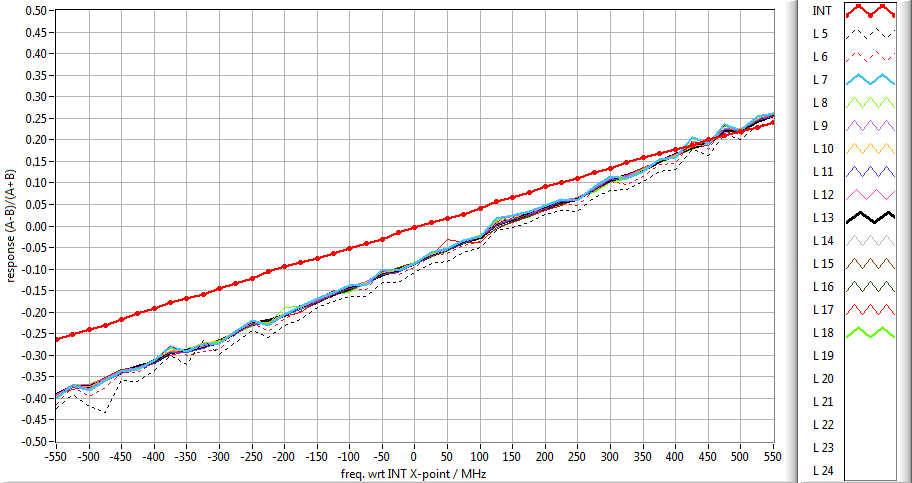 0.50
0.45
0.40
0.35
0.30
0.25
0.20
0.15
0.10
0.05
0.00
-0.05
-0.10
-0.15
-0.20
-0.25
-0.30
-0.35
-0.40
-0.45
-0.50
response (A-B)/(A+B)
-550 -500 -450 -400 -350 -300 -250 -200 -150 -100 -50 0 50 100 150 200 250 300 350 400 450 500 550
freq. wrt INT X-point / MHz
INT
L 5
L 6
L 7
L 8
L 9
L 10
L 11
L 12
L 13
L 14
L 15
L 16
L 17
L 18
L 19
L 20
L 21
L 22
L 23
L 24